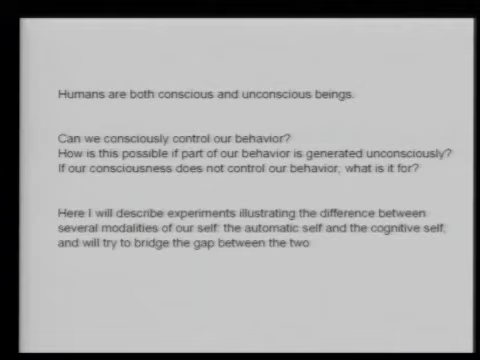 Humans are both conscious and unconscious beings.
Can we consciously control our behavior?
How is this possible if part of our behavior is generated unconsciously?
If our consciousness does not control our behavior, what is it for?
Here I will describe experiments illustrating the difference between
several modalities of our self: the automatic self and the cognitive self,
and will try to bridge the gap between the two